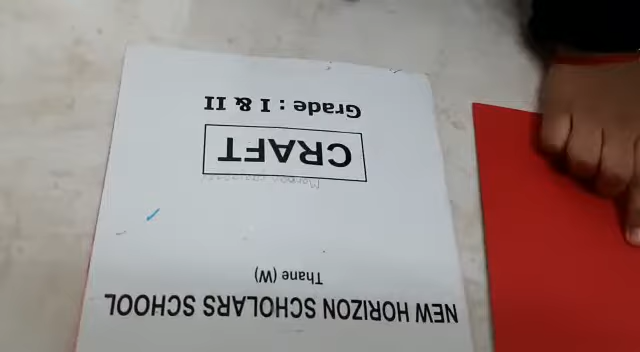 NEW HORIZON SCHOLARS SCHOOL
Thane (W)
CRAFT
Grade : I & II